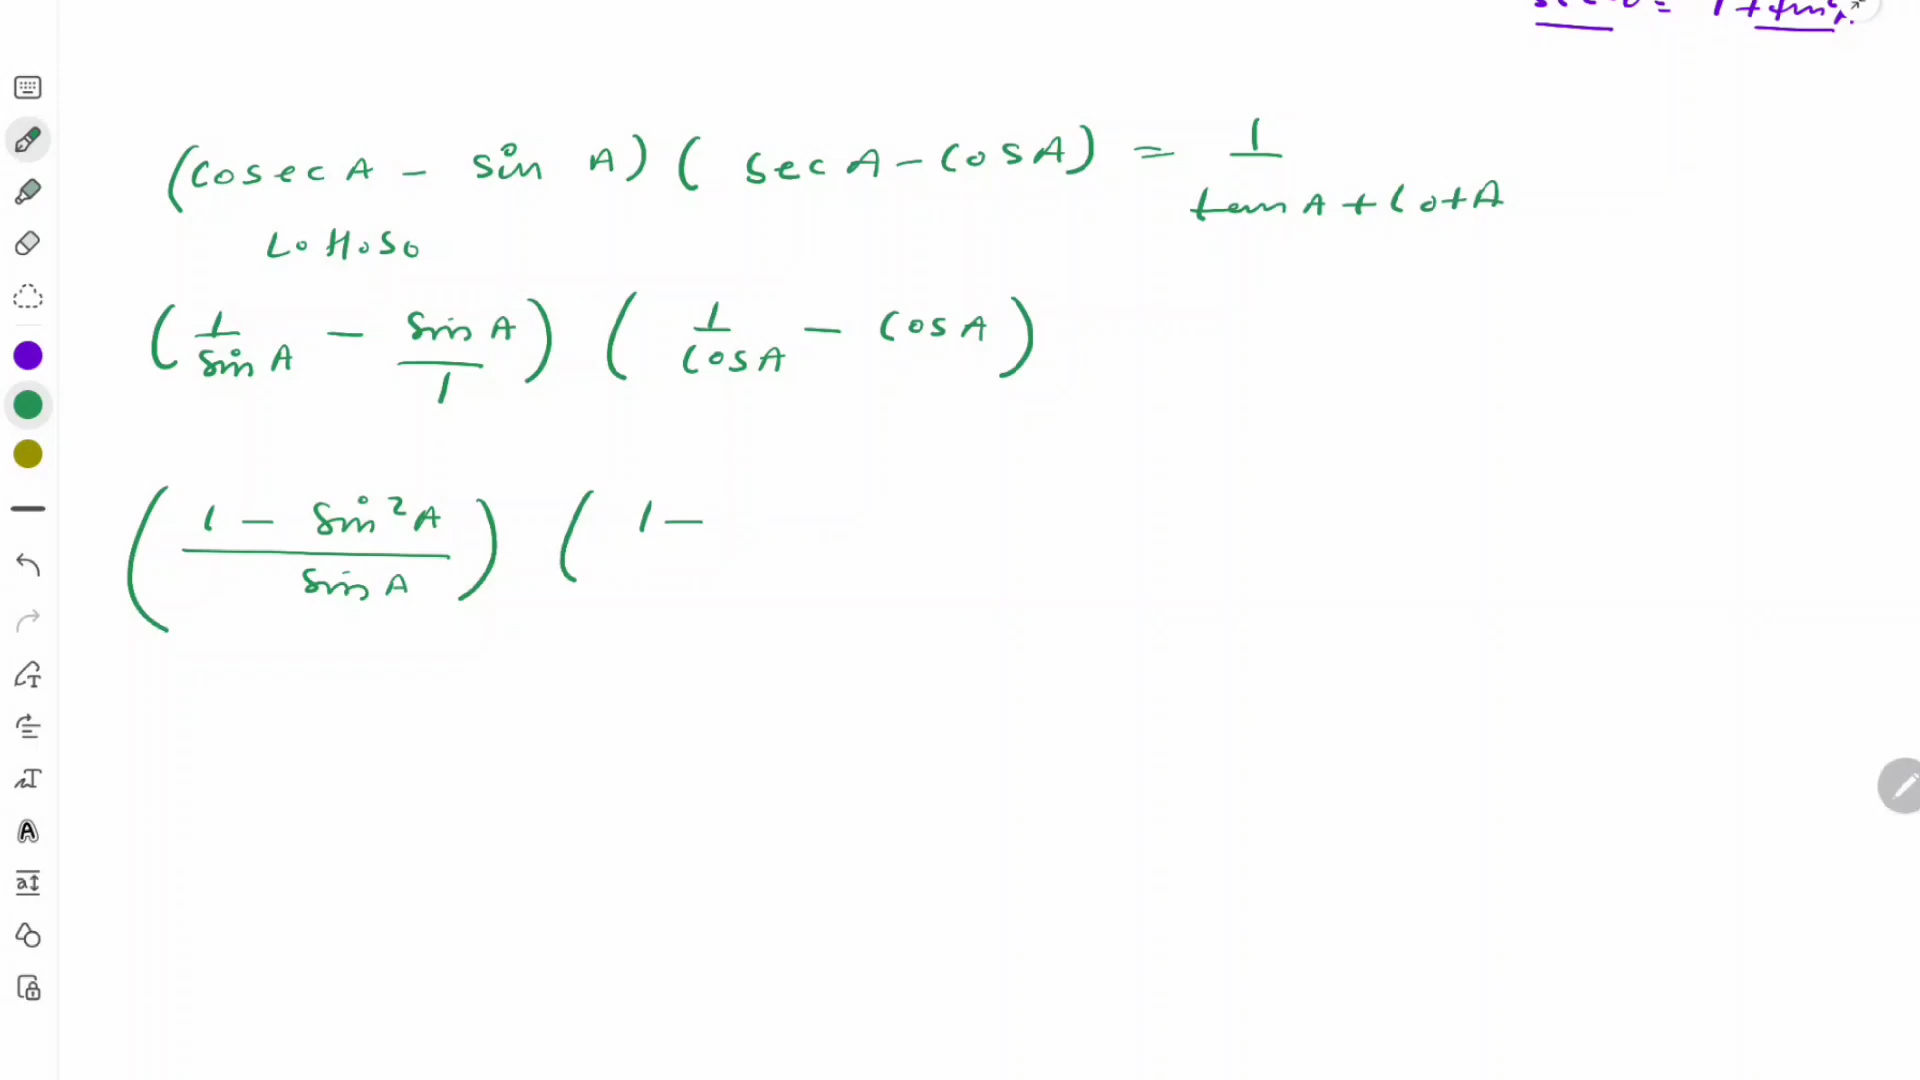 (cosec A - sin A) (sec A - cos A) = 1/(tan A + cot A)
L.H.S.
(1/sin A - sin A/1) (1/cos A - cos A)
((1 - sin²A)/sin A) (1 -